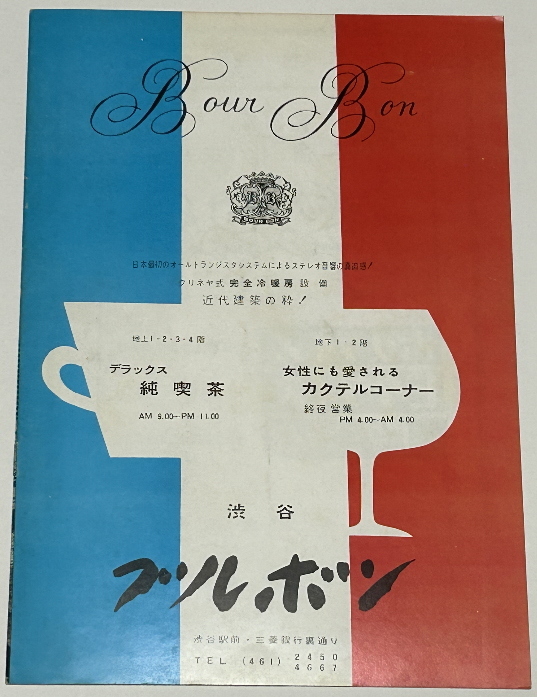 Bour Bon
日本最初のオールトランジスタシステムによるステレオ音響の真迫感!
クリネヤ式 完全冷暖房 設備
近代建築の粋!
地上1・2・3・4階
デラックス
純喫茶
AM 9.00~PM 11.00
地下1・2階
女性にも愛される
カクテルコーナー
終夜営業
PM 4.00~AM 4.00
渋谷
ブルボン
渋谷駅前・三菱銀行裏通り
TEL (461) 2450
4667